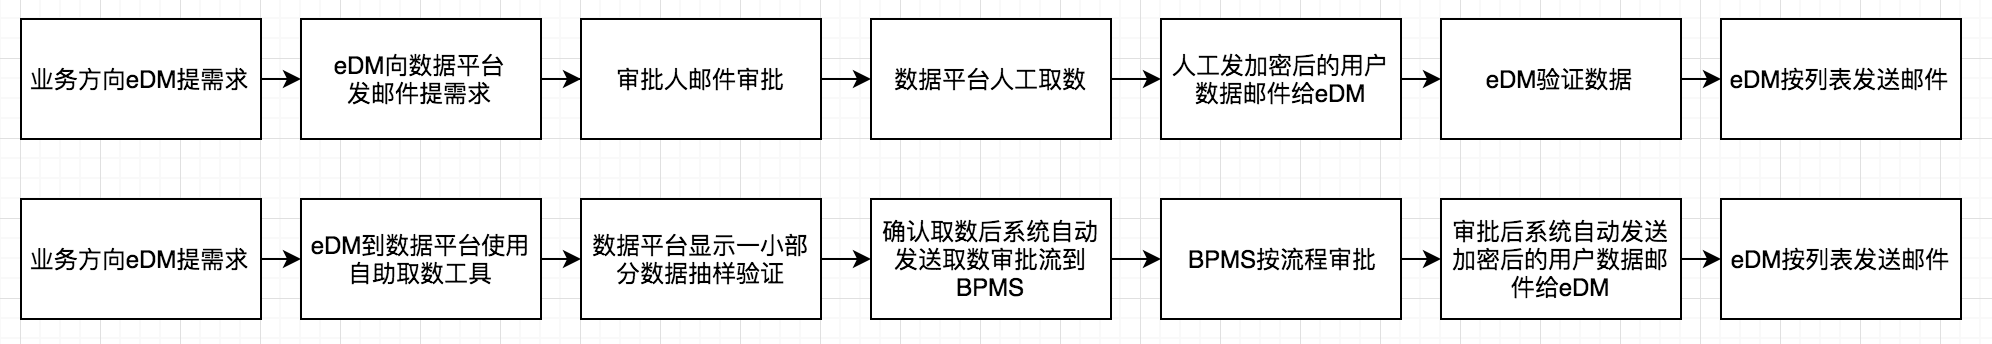 业务方向eDM提需求
eDM向数据平台
发邮件提需求
审批人邮件审批
数据平台人工取数
人工发加密后的用户
数据邮件给eDM
eDM验证数据
eDM按列表发送邮件
业务方向eDM提需求
eDM到数据平台使用
自助取数工具
数据平台显示一小部
分数据抽样验证
确认取数后系统自动
发送取数审批流到
BPMS
BPMS按流程审批
审批后系统自动发送
加密后的用户数据邮
件给eDM
eDM按列表发送邮件